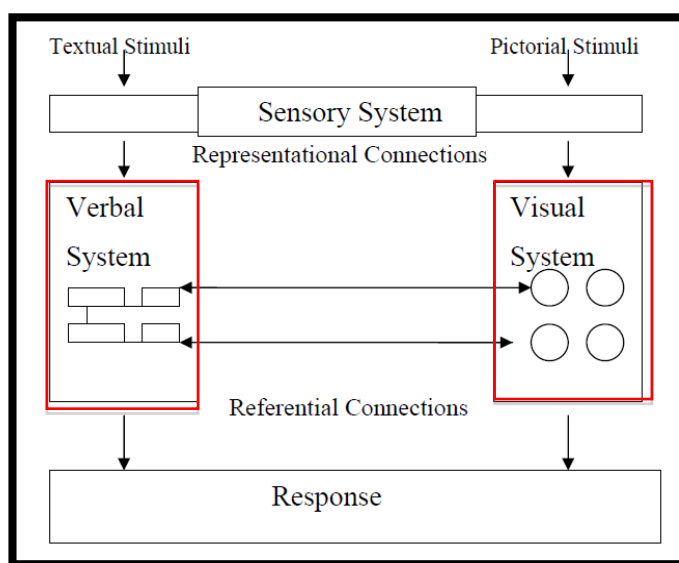 Textual Stimuli
Pictorial Stimuli
Sensory System
Representational Connections
Verbal
System
Visual
System
Referential Connections
Response